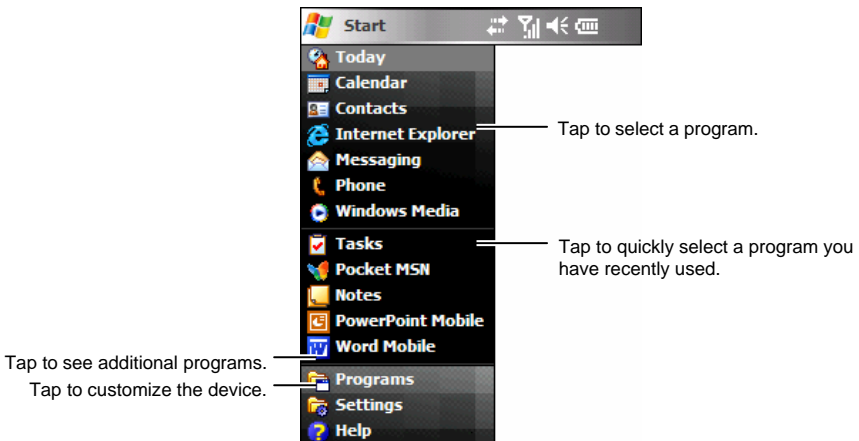 Start
Today
Calendar
Contacts
Internet Explorer
Tap to select a program.
Messaging
Phone
Windows Media
Tasks
Tap to quickly select a program you
have recently used.
Pocket MSN
Notes
PowerPoint Mobile
Word Mobile
Tap to see additional programs.
Programs
Tap to customize the device.
Settings
Help